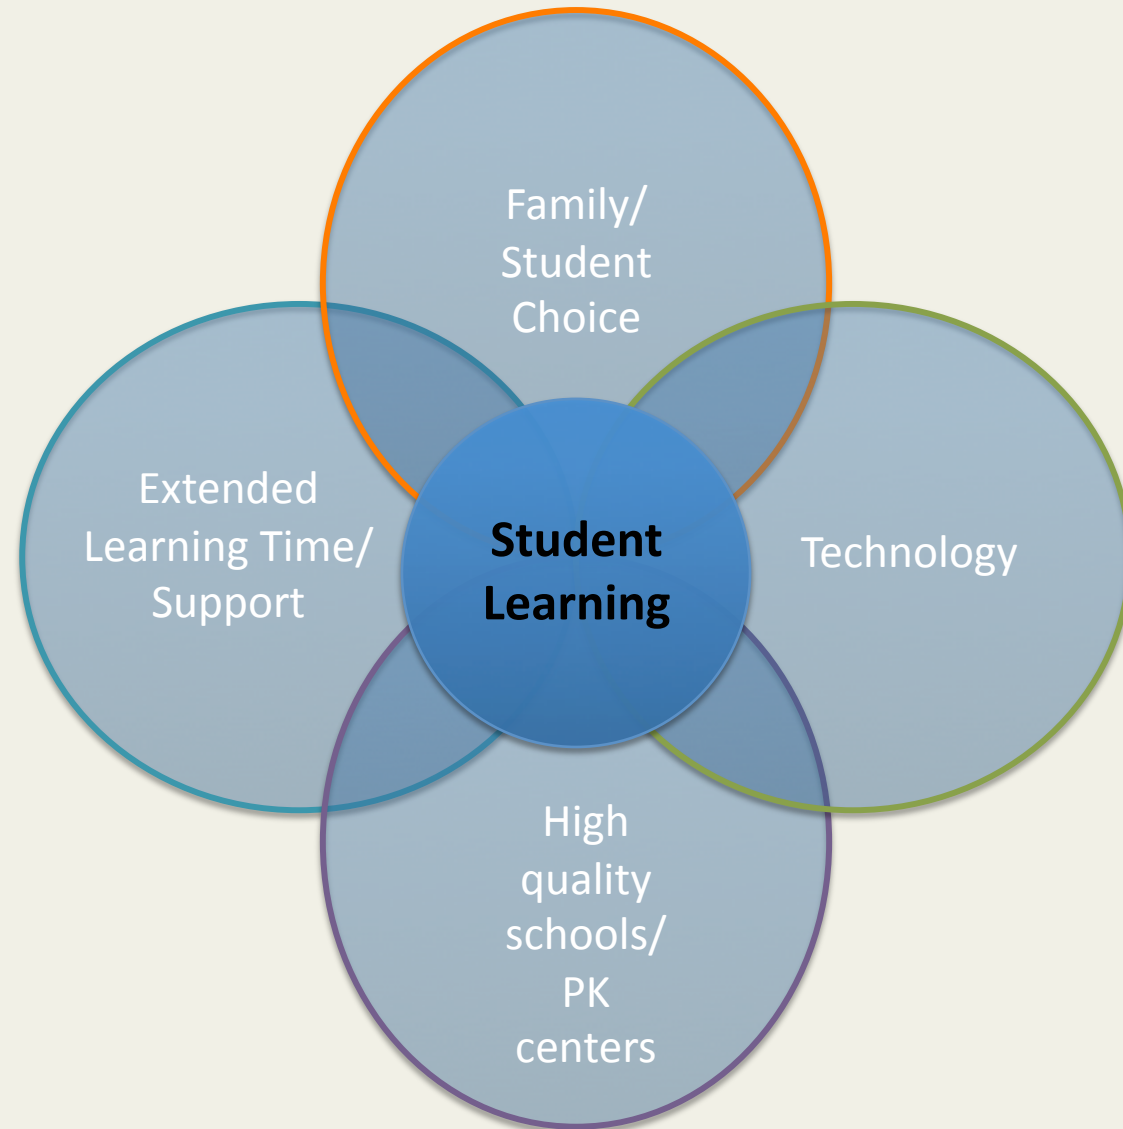 Family/
Student
Choice
Extended
Learning Time/
Support
Student
Learning
Technology
High
quality
schools/
PK
centers